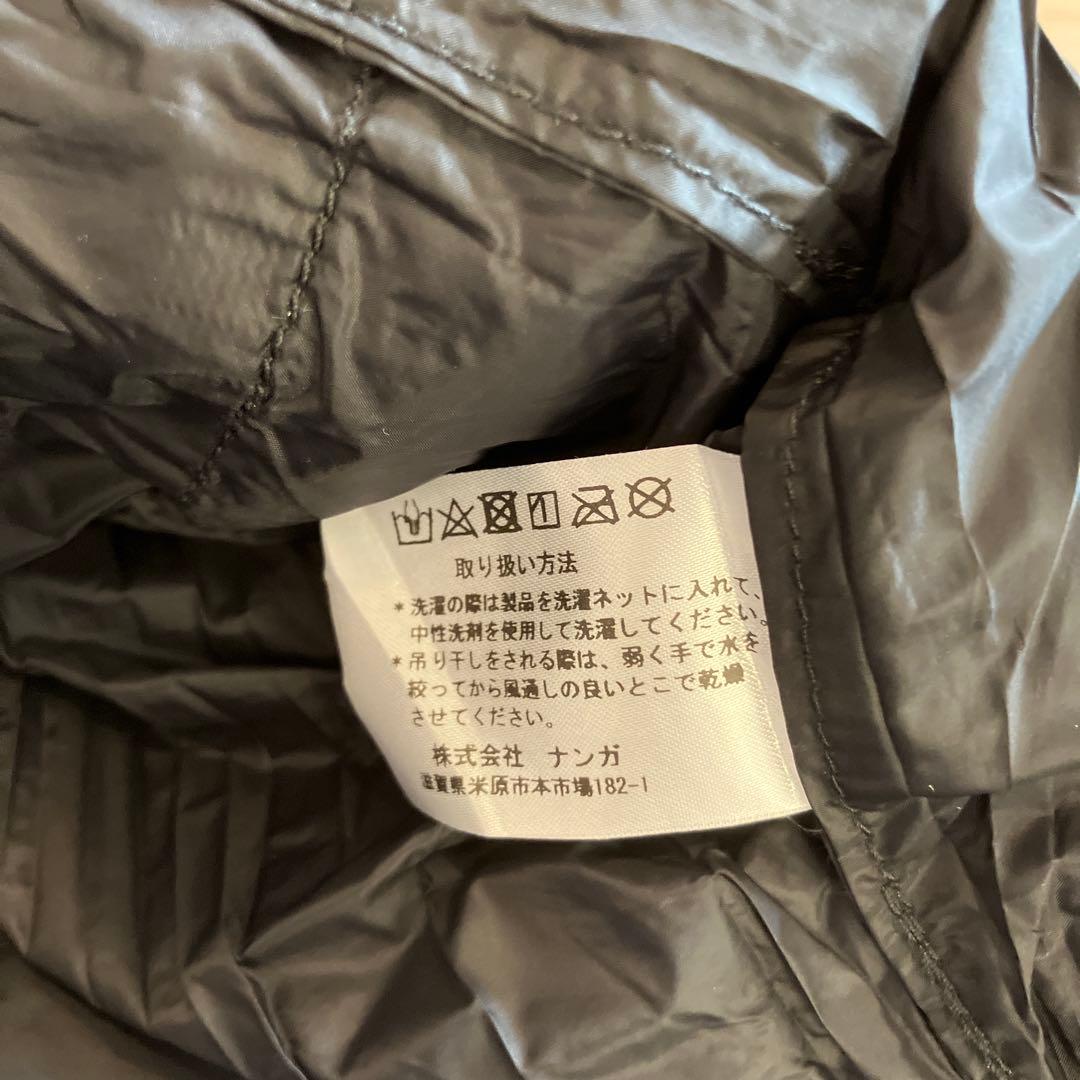 取り扱い方法
*洗濯の際は製品を洗濯ネットに入れて、
中性洗剤を使用して洗濯してください。
*吊り干しをされる際は、弱く手で水を
絞ってから風通しの良いとこで乾燥
させてください。
株式会社 ナンガ
滋賀県米原市本市場182-1